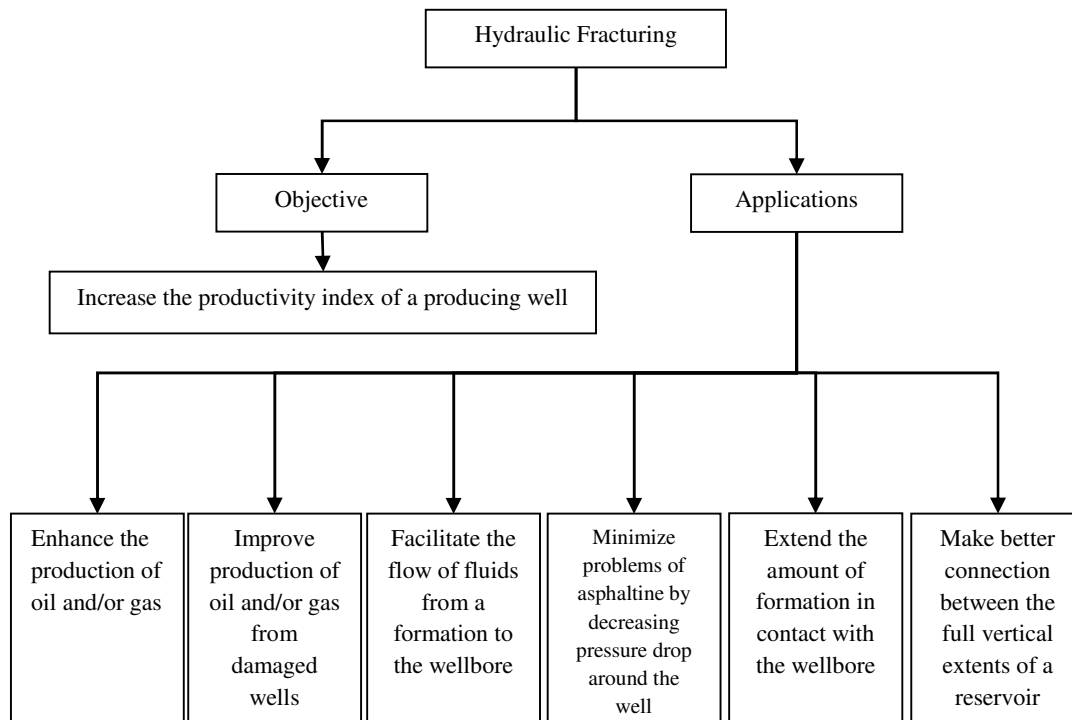 Hydraulic Fracturing
Objective
Applications
Increase the productivity index of a producing well
Enhance the
production of
oil and/or gas
Improve
production of
oil and/or gas
from
damaged
wells
Facilitate the
flow of fluids
from a
formation to
the wellbore
Minimize
problems of
asphaltine by
decreasing
pressure drop
around the
well
Extend the
amount of
formation in
contact with
the wellbore
Make better
connection
between the
full vertical
extents of a
reservoir